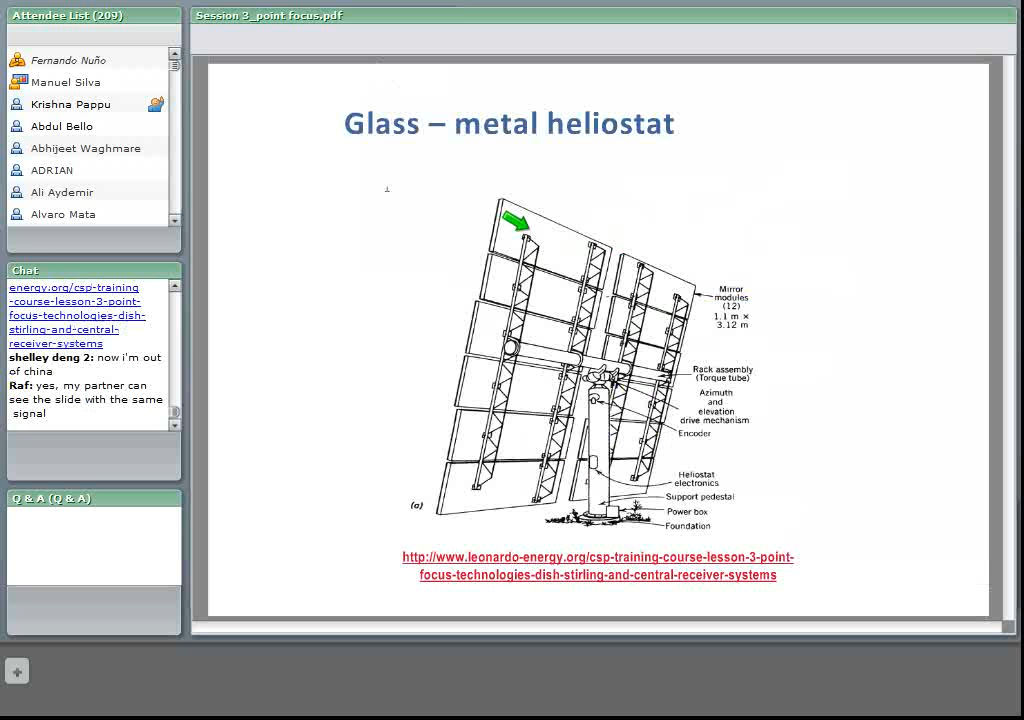 Attendee List (209)
Fernando Nuño
Manuel Silva
Krishna Pappu
Abdul Bello
Abhijeet Waghmare
ADRIAN
Ali Aydemir
Alvaro Mata
Chat
energy.org/csp-training
-course-lesson-3-point-
focus-technologies-dish-
stirling-and-central-
receiver-systems
shelley deng 2: now i'm out
of china
Raf: yes, my partner can
see the slide with the same
signal
Q & A (Q & A)
Session 3_point focus.pdf
Glass – metal heliostat
Mirror
modules
(12)
1.1 m ×
3.12 m
Rack assembly
(Torque tube)
Azimuth
and
elevation
drive mechanism
Encoder
Heliostat
electronics
Support pedestal
Power box
Foundation
(a)
http://www.leonardo-energy.org/csp-training-course-lesson-3-point-
focus-technologies-dish-stirling-and-central-receiver-systems